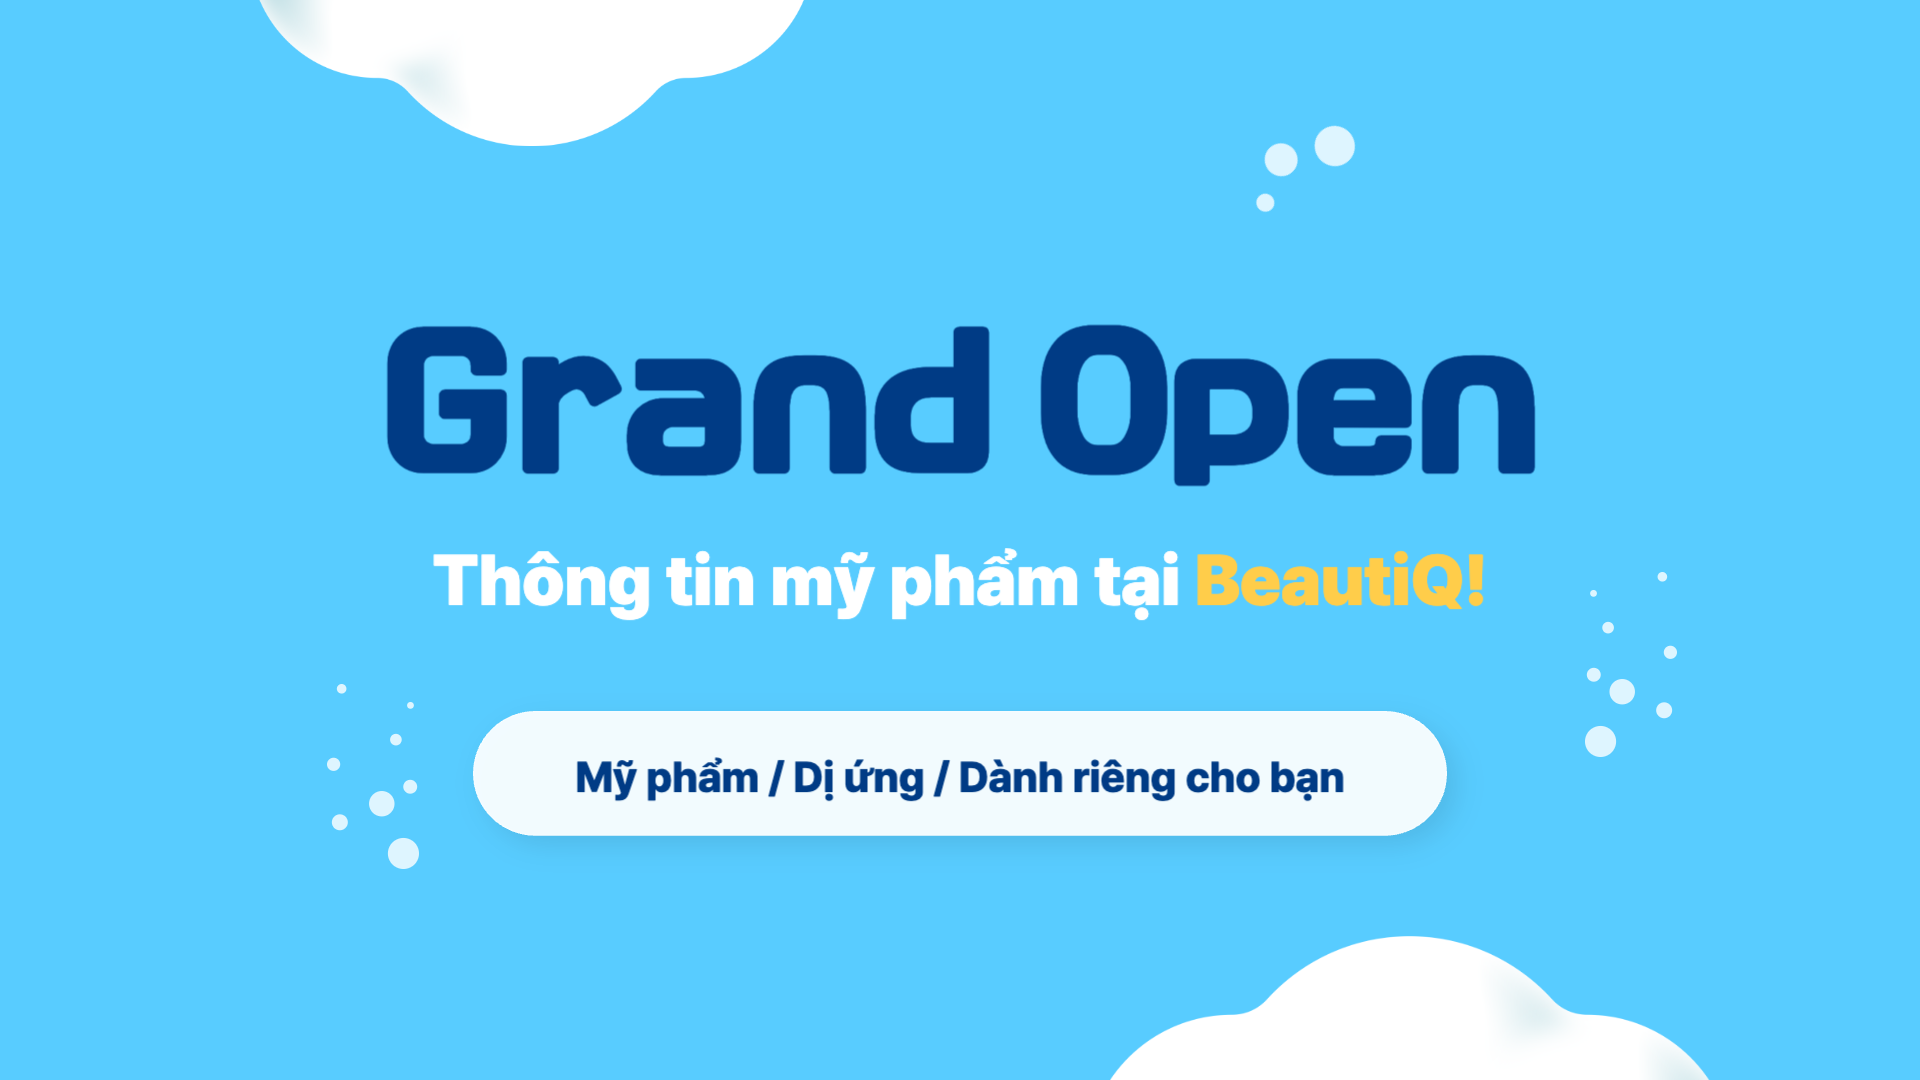 Grand Open
Thông tin mỹ phẩm tại BeautiQ!
Mỹ phẩm / Dị ứng / Dành riêng cho bạn